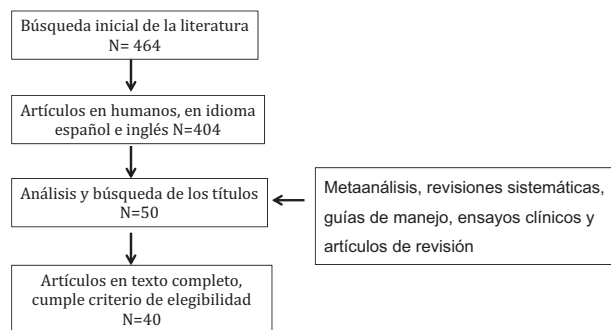 Búsqueda inicial de la literatura
N= 464
Artículos en humanos, en idioma
español e inglés N=404
Análisis y búsqueda de los títulos
N=50
Metaanálisis, revisiones sistemáticas,
guías de manejo, ensayos clínicos y
artículos de revisión
Artículos en texto completo,
cumple criterio de elegibilidad
N=40